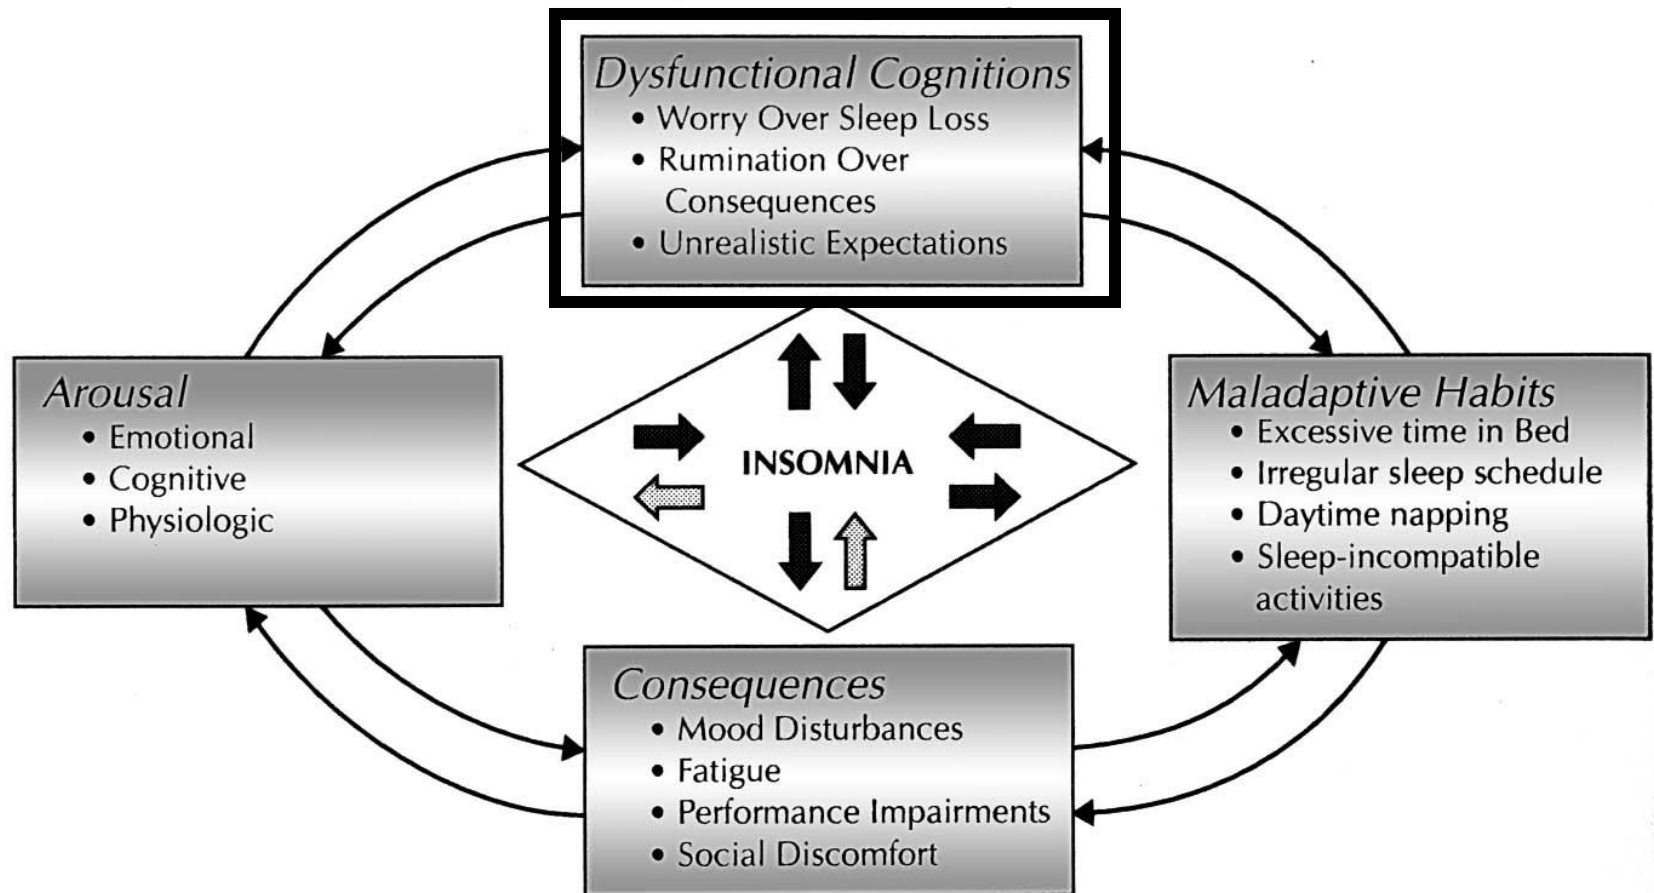 Dysfunctional Cognitions
• Worry Over Sleep Loss
• Rumination Over
Consequences
• Unrealistic Expectations
Arousal
• Emotional
• Cognitive
• Physiologic
INSOMNIA
Maladaptive Habits
• Excessive time in Bed
• Irregular sleep schedule
• Daytime napping
• Sleep-incompatible
activities
Consequences
• Mood Disturbances
• Fatigue
• Performance Impairments
• Social Discomfort